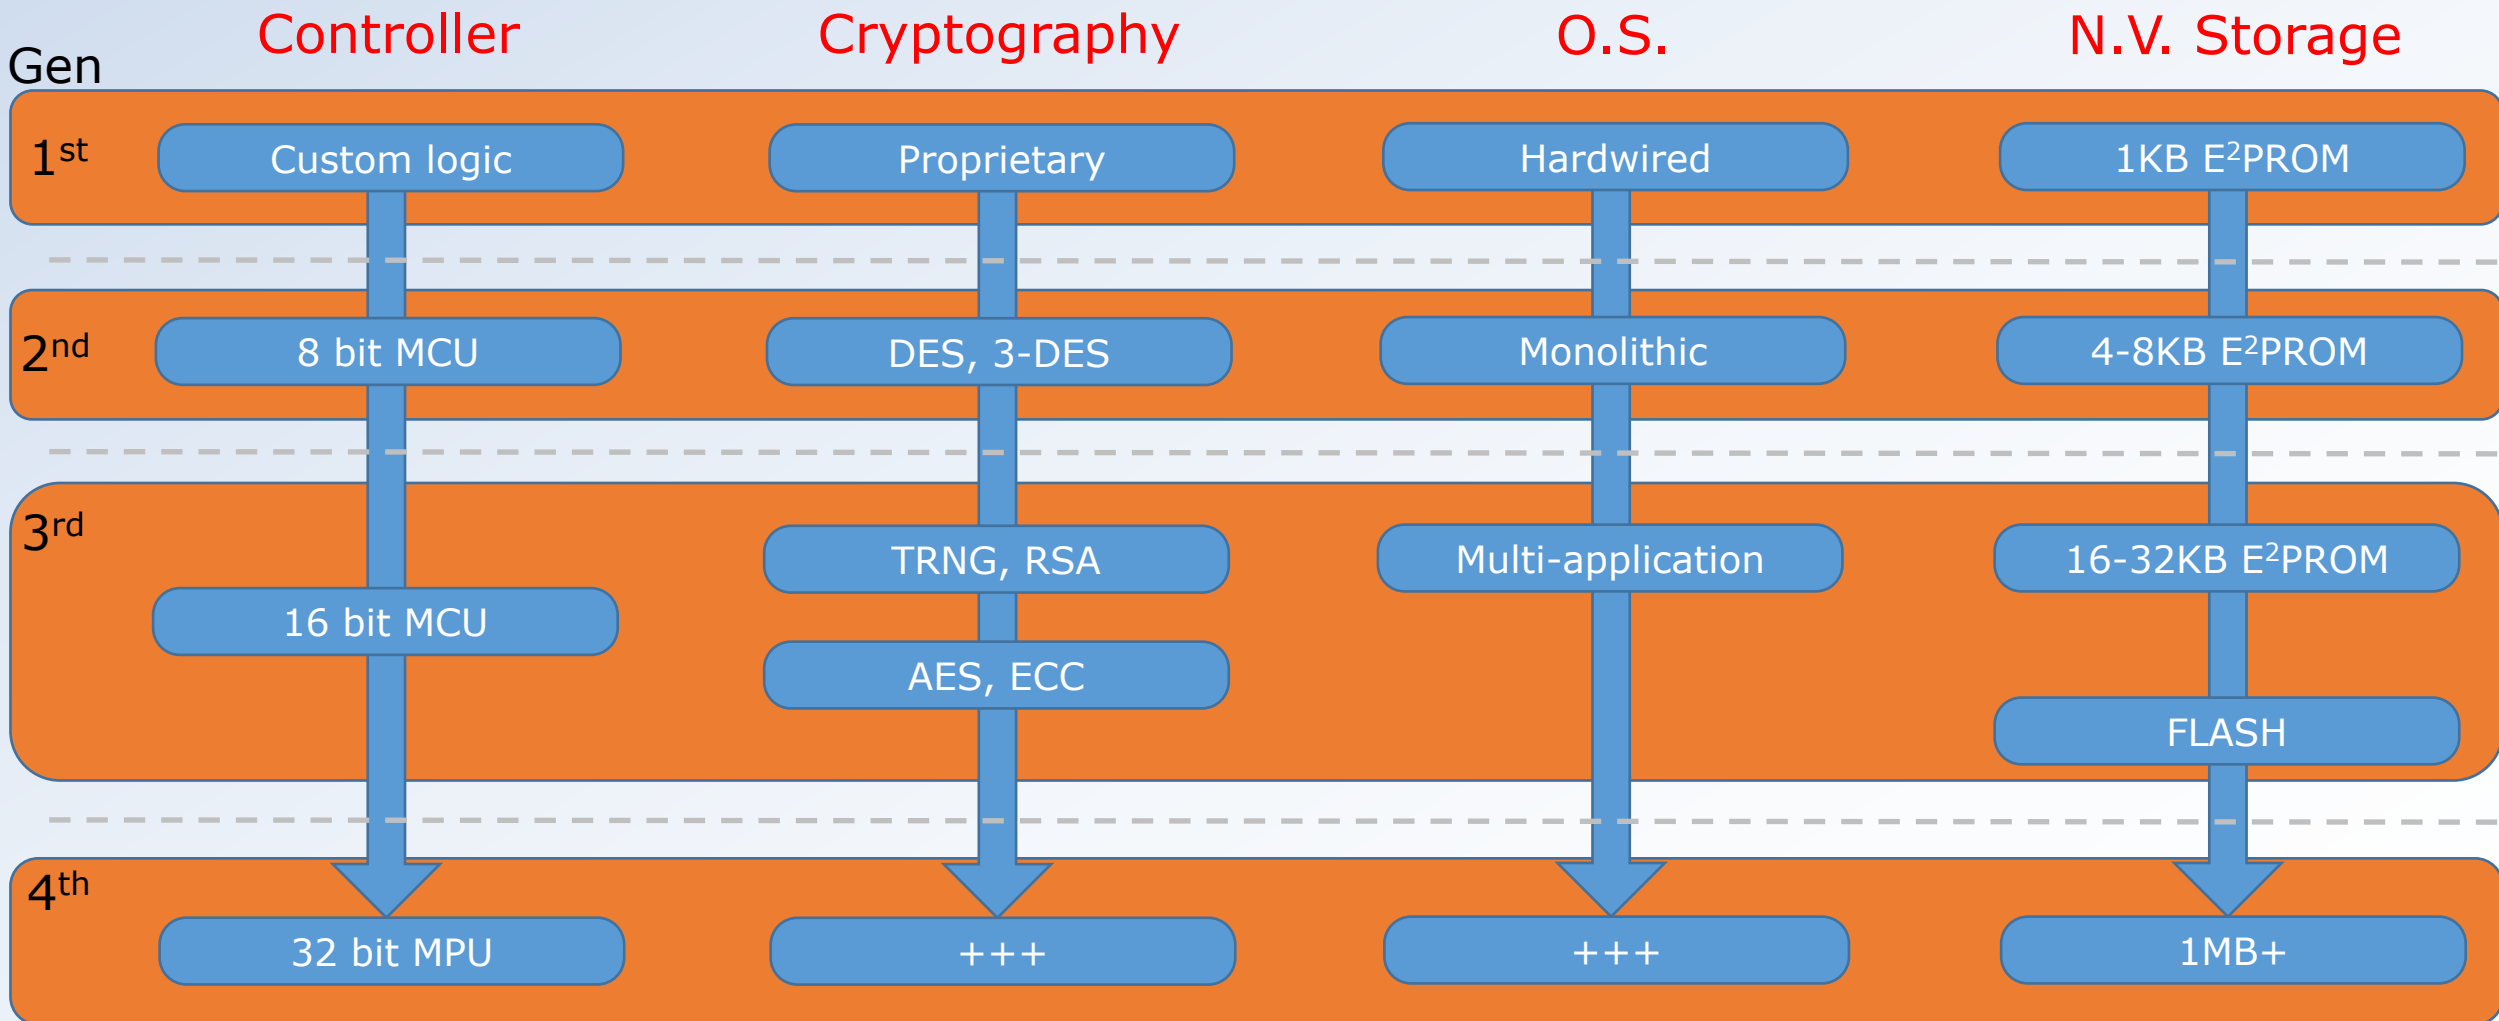 Controller
Cryptography
O.S.
N.V. Storage
Gen
1st
Custom logic
Proprietary
Hardwired
1KB E²PROM
2nd
8 bit MCU
DES, 3-DES
Monolithic
4-8KB E²PROM
3rd
TRNG, RSA
Multi-application
16-32KB E²PROM
16 bit MCU
AES, ECC
FLASH
4th
32 bit MPU
+++
+++
1MB+